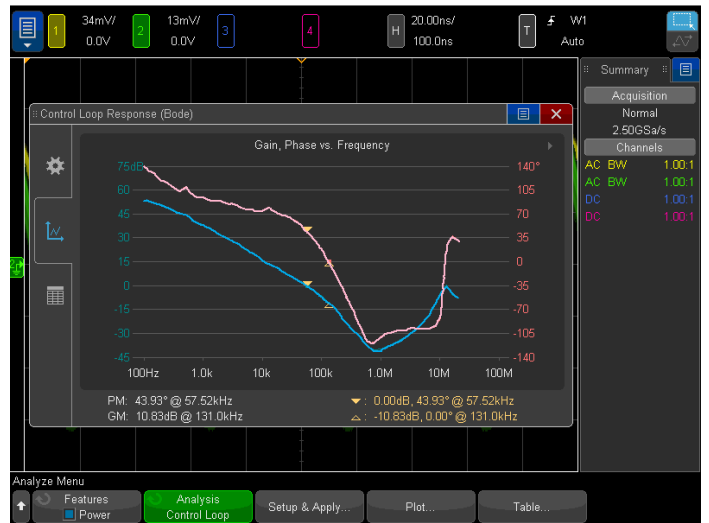 1 34mV/ 2 13mV/ 3 4 H 20.00ns/ T W1
0.0V 0.0V 100.0ns Auto
Summary
Acquisition
Normal
2.50GSa/s
Channels
AC BW 1.00:1
AC BW 1.00:1
DC 1.00:1
DC 1.00:1
Control Loop Response (Bode)
Gain, Phase vs. Frequency
75dB 140°
60 105
45 70
30 35
15 0
0 -35
-15 -70
-30 -105
-45 -140
100Hz 1.0k 10k 100k 1.0M 10M 100M
PM: 43.93° @ 57.52kHz : 0.00dB, 43.93° @ 57.52kHz
GM: 10.83dB @ 131.0kHz : -10.83dB, 0.00° @ 131.0kHz
Analyze Menu
Features Analysis Setup & Apply... Plot... Table...
Power Control Loop